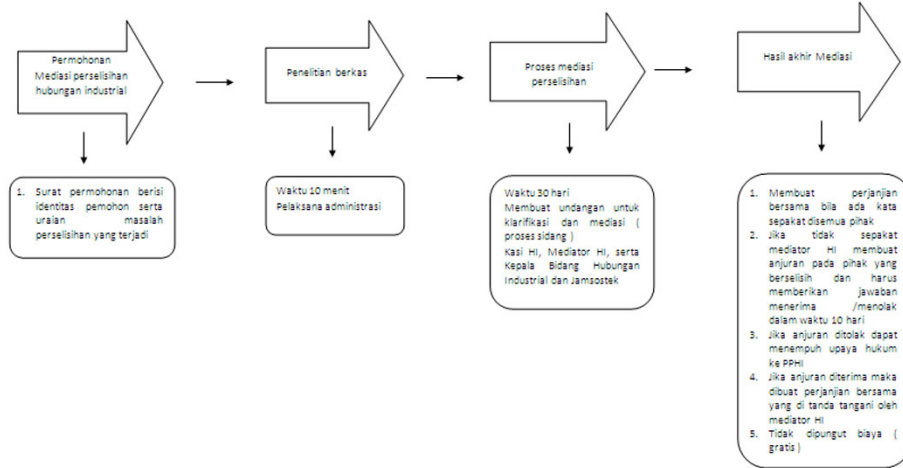 Permohonan
Mediasi perselisihan
hubungan industrial
Penelitian berkas
Proses mediasi
perselisihan
Hasil akhir Mediasi
1. Surat permohonan berisi
identitas pemohon serta
uraian masalah
perselisihan yang terjadi
Waktu 10 menit
Pelaksana administrasi
Waktu 30 hari
Membuat undangan untuk
klarifikasi dan mediasi (
proses sidang )
Kasi HI, Mediator HI, serta
Kepala Bidang Hubungan
Industrial dan Jamsostek
1. Membuat perjanjian
bersama bila ada kata
sepakat disemua pihak
2. Jika tidak sepakat
mediator HI membuat
anjuran pada pihak yang
berselisih dan harus
memberikan jawaban
menerima /menolak
dalam waktu 10 hari
3. Jika anjuran ditolak dapat
menempuh upaya hukum
ke PPHI
4. Jika anjuran diterima maka
dibuat perjanjian bersama
yang di tanda tangani oleh
mediator HI
5. Tidak dipungut biaya (
gratis )